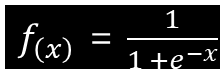 f(x) = 1 / (1 + e^{-x})